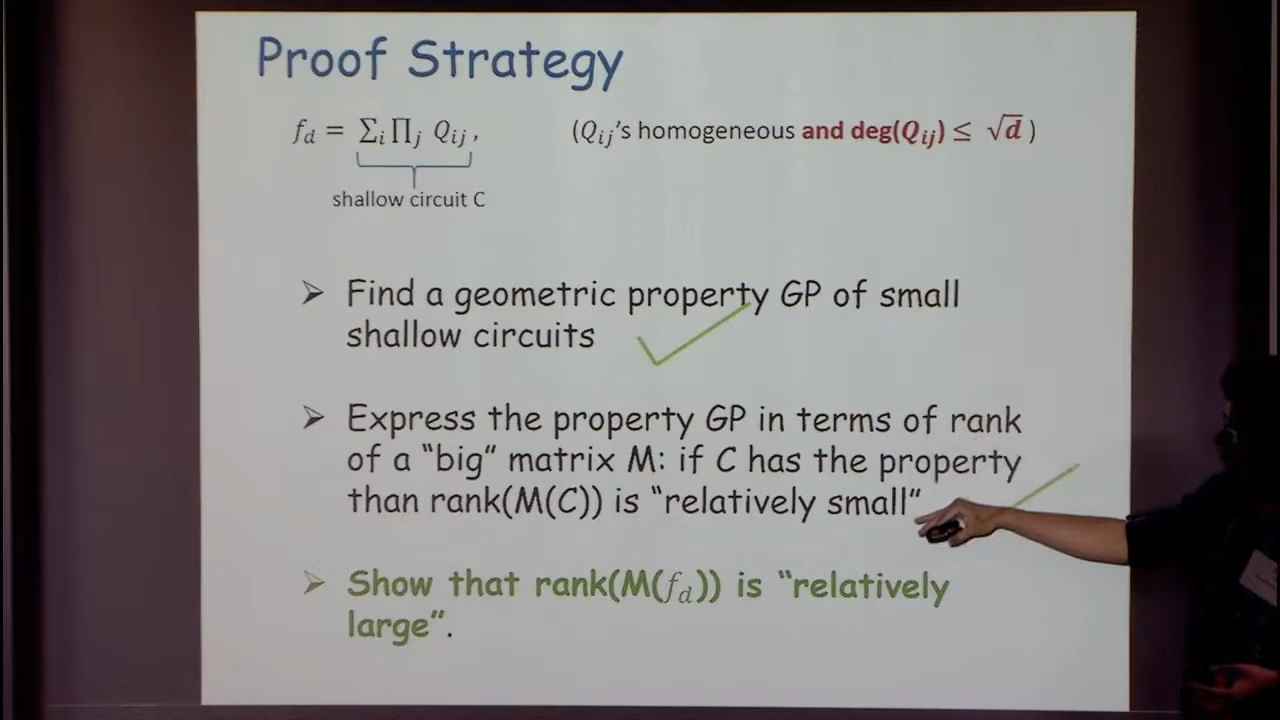 Proof Strategy
f_d = Σ_i ∏_j Q_ij, (Q_ij's homogeneous and deg(Q_ij) ≤ √d )
shallow circuit C
➢ Find a geometric property GP of small
shallow circuits
➢ Express the property GP in terms of rank
of a “big” matrix M: if C has the property
than rank(M(C)) is “relatively small”
➢ Show that rank(M(f_d)) is “relatively
large”.